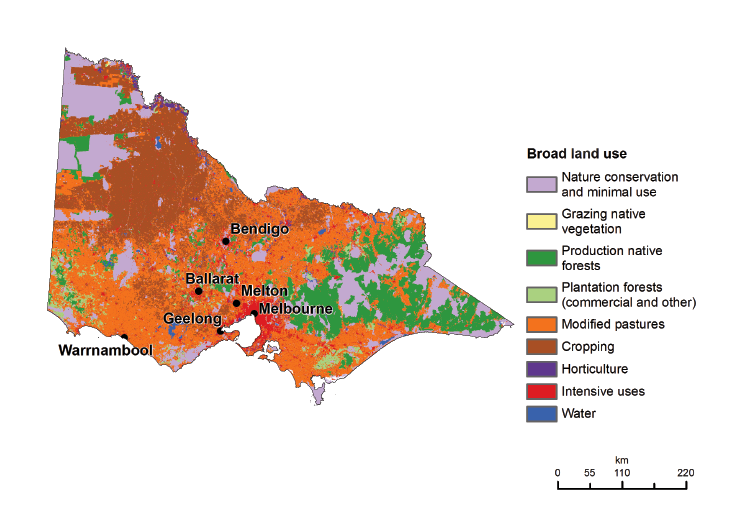 Bendigo
Ballarat
Melton
Geelong
Melbourne
Warrnambool
Broad land use
Nature conservation
and minimal use
Grazing native
vegetation
Production native
forests
Plantation forests
(commercial and other)
Modified pastures
Cropping
Horticulture
Intensive uses
Water
km
0 55 110 220